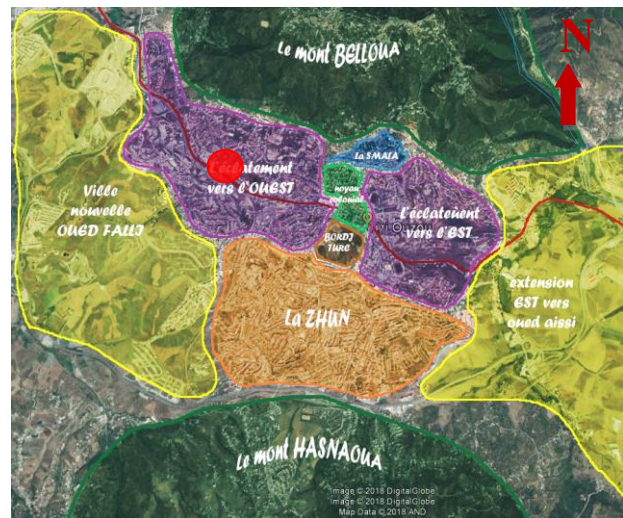 N
Le mont BELLOUA
La SMALA
l'éclatement
vers l'OUEST
noyau
colonial
Ville
nouvelle
OUED FALLI
l'éclateuent
vers l'EST
BORDJ
TURC
extension
EST vers
oued aissi
La ZHUN
Le mont HASNAOUA
Image © 2018 DigitalGlobe
Image © 2018 DigitalGlobe
Map Data © 2018 AND